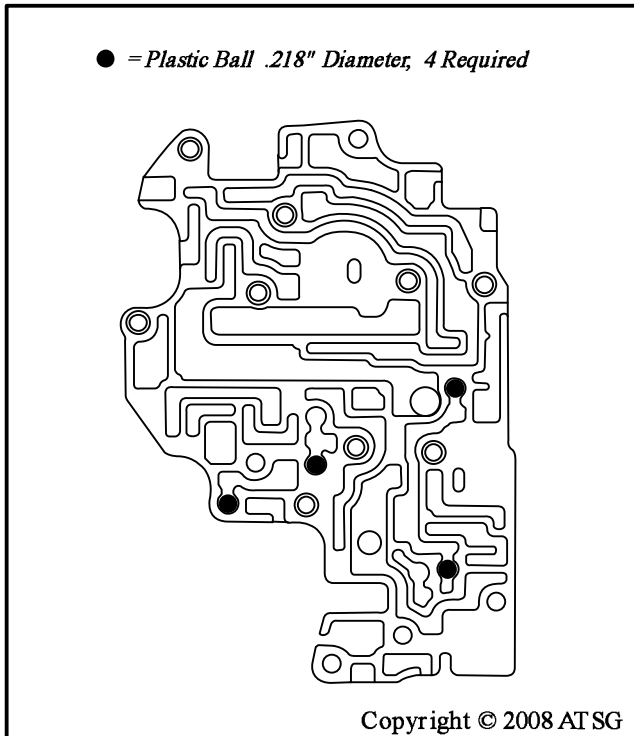 ● = Plastic Ball .218" Diameter, 4 Required
Copyright © 2008 ATSG